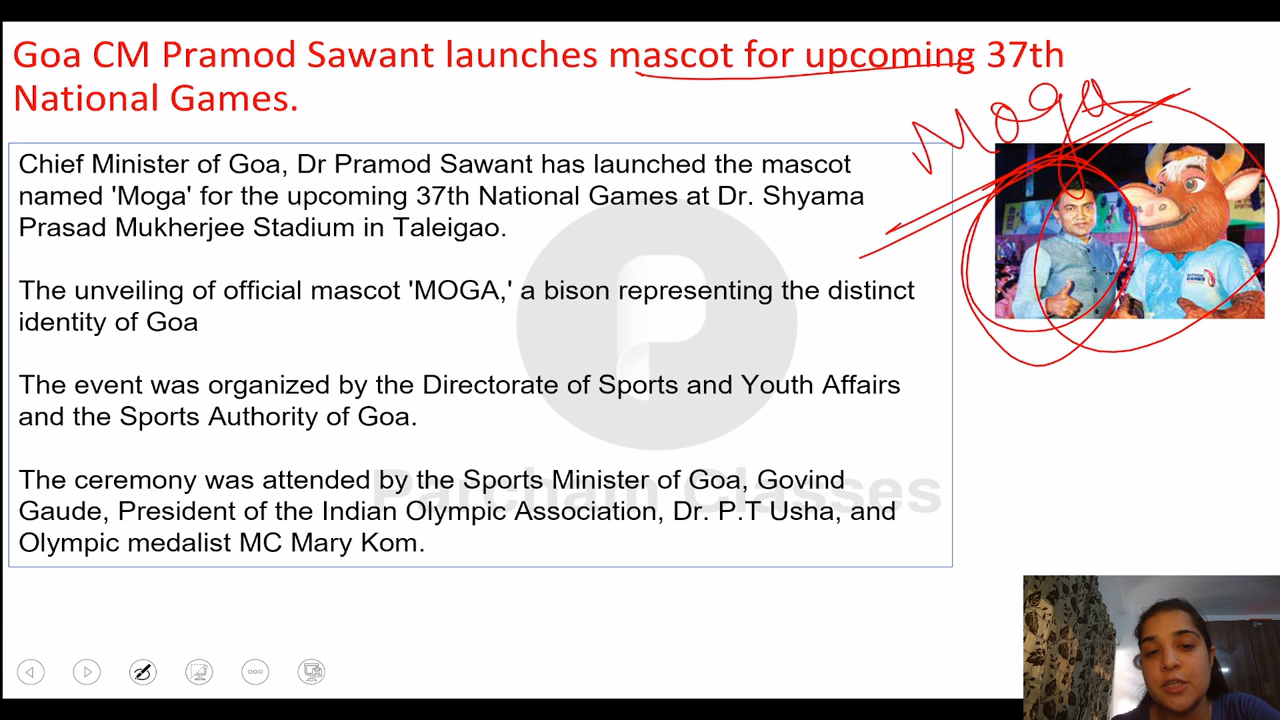 Goa CM Pramod Sawant launches mascot for upcoming 37th
National Games.
Moga
Chief Minister of Goa, Dr Pramod Sawant has launched the mascot
named 'Moga' for the upcoming 37th National Games at Dr. Shyama
Prasad Mukherjee Stadium in Taleigao.
The unveiling of official mascot 'MOGA,' a bison representing the distinct
identity of Goa
The event was organized by the Directorate of Sports and Youth Affairs
and the Sports Authority of Goa.
The ceremony was attended by the Sports Minister of Goa, Govind
Gaude, President of the Indian Olympic Association, Dr. P.T Usha, and
Olympic medalist MC Mary Kom.
Parcham Classes
GAMES